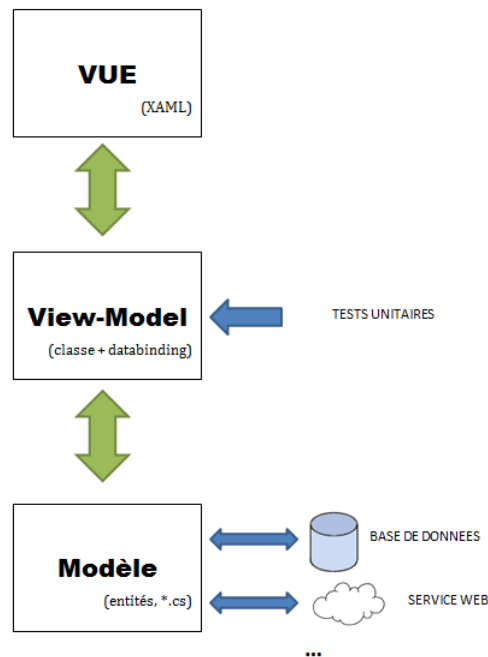 VUE
(XAML)
View-Model
(classe + databinding)
TESTS UNITAIRES
Modèle
(entités, *.cs)
BASE DE DONNEES
SERVICE WEB
...